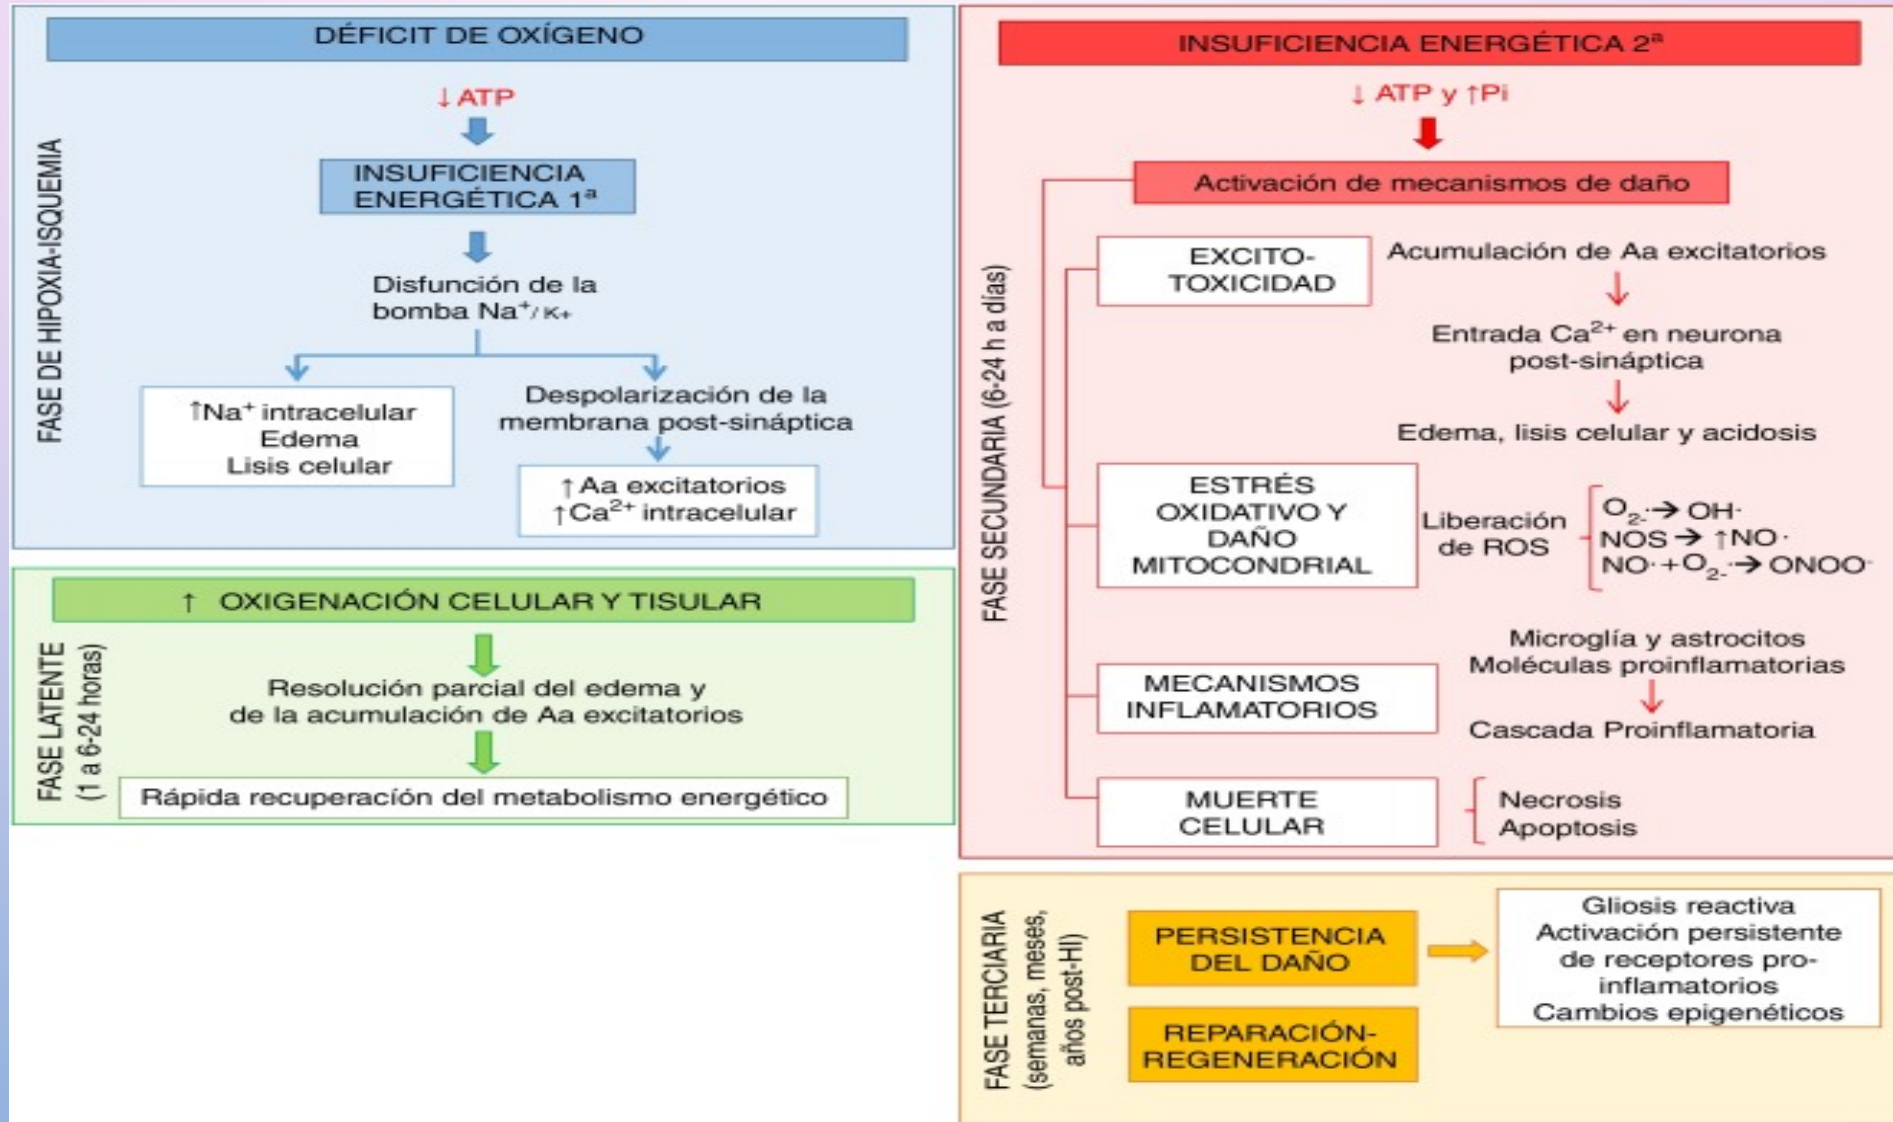 DÉFICIT DE OXÍGENO
FASE DE HIPOXIA-ISQUEMIA
↓ ATP
INSUFICIENCIA
ENERGÉTICA 1ª
Disfunción de la
bomba Na⁺/ K+
↑Na⁺ intracelular
Edema
Lisis celular
Despolarización de la
membrana post-sináptica
↑ Aa excitatorios
↑Ca²⁺ intracelular
↑ OXIGENACIÓN CELULAR Y TISULAR
FASE LATENTE
(1 a 6-24 horas)
Resolución parcial del edema y
de la acumulación de Aa excitatorios
Rápida recuperacíón del metabolismo energético
INSUFICIENCIA ENERGÉTICA 2ª
FASE SECUNDARIA (6-24 h a días)
↓ ATP y ↑Pi
Activación de mecanismos de daño
EXCITO-
TOXICIDAD
Acumulación de Aa excitatorios
Entrada Ca²⁺ en neurona
post-sináptica
Edema, lisis celular y acidosis
ESTRÉS
OXIDATIVO Y
DAÑO
MITOCONDRIAL
Liberación
de ROS
O₂-·→ OH·
NOS → ↑NO·
NO·+O₂-·→ ONOO·
MECANISMOS
INFLAMATORIOS
Microglía y astrocitos
Moléculas proinflamatorias
Cascada Proinflamatoria
MUERTE
CELULAR
Necrosis
Apoptosis
FASE TERCIARIA
(semanas, meses,
años post-HI)
PERSISTENCIA
DEL DAÑO
Gliosis reactiva
Activación persistente
de receptores pro-
inflamatorios
Cambios epigenéticos
REPARACIÓN-
REGENERACIÓN